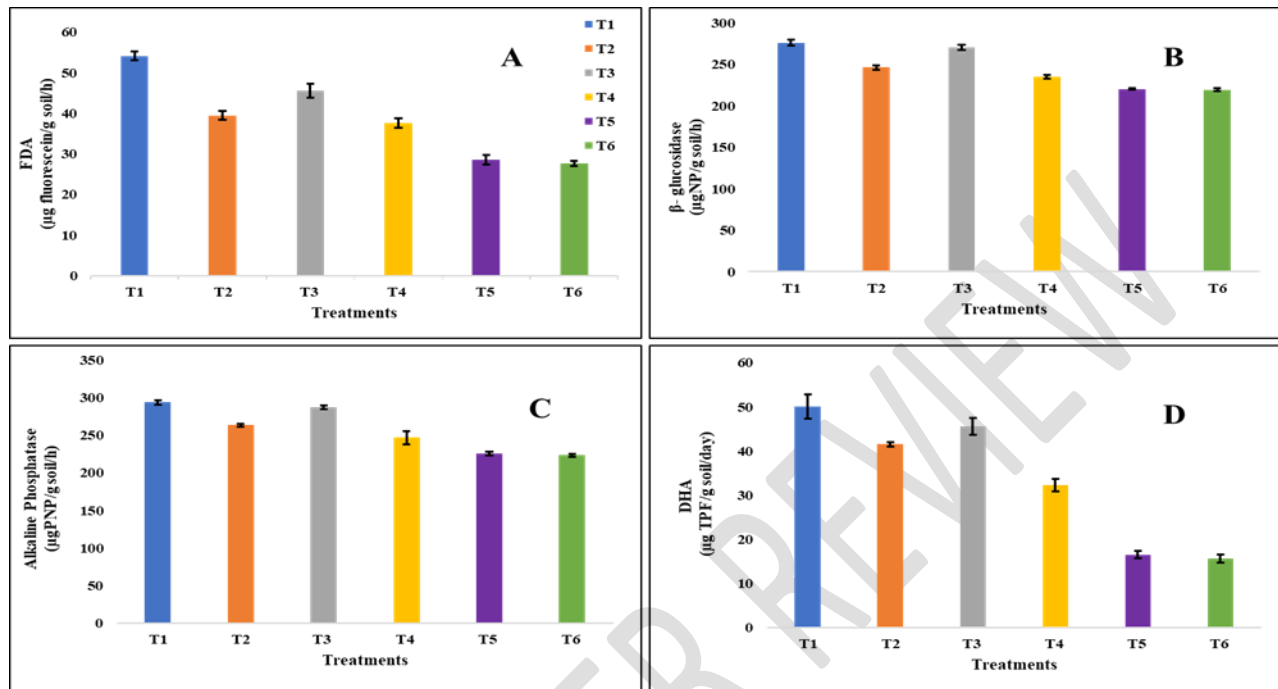 60
50
40
30
20
10
0
FDA
(µg fluorescein/g soil/h)
A
T1
T2
T3
T4
T5
T6
T1 T2 T3 T4 T5 T6
Treatments
300
250
200
150
100
50
0
β- glucosidase
(µgNP/g soil/h)
B
T1 T2 T3 T4 T5 T6
Treatments
350
300
250
200
150
100
50
0
Alkaline Phosphatase
(µgPNP/g soil/h)
C
T1 T2 T3 T4 T5 T6
Treatments
60
50
40
30
20
10
0
DHA
(µg TPF/g soil/day)
D
T1 T2 T3 T4 T5 T6
Treatments
ER REVIEW